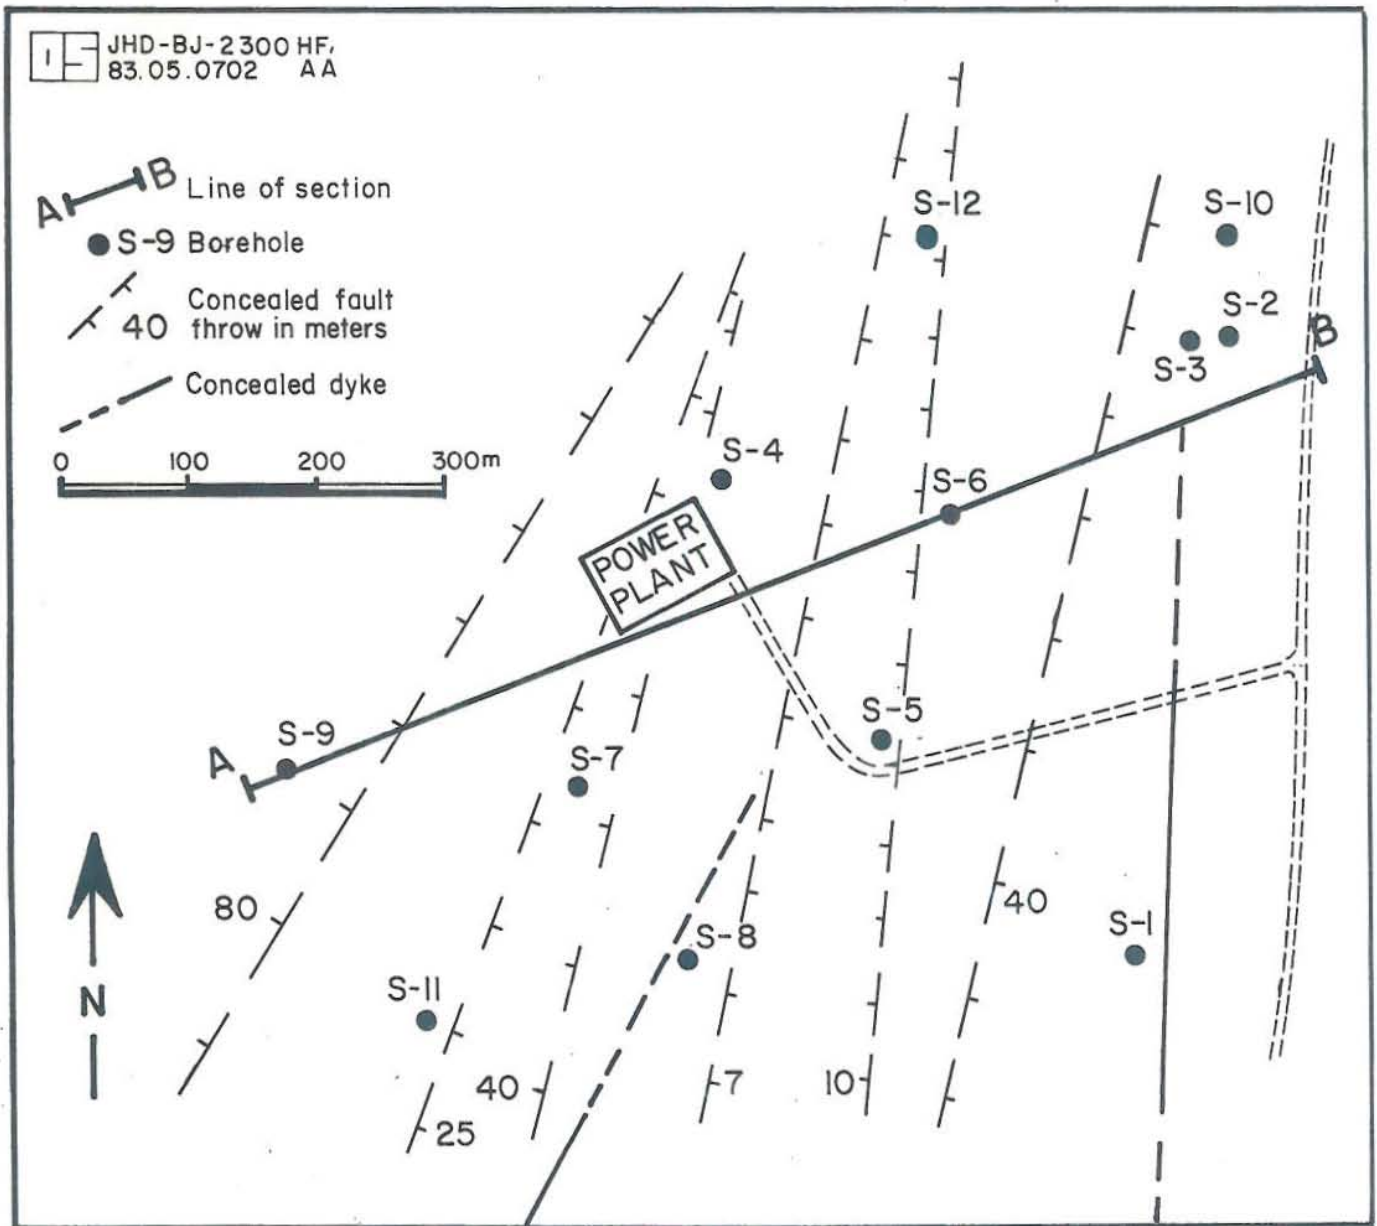 JHD-BJ-2300 HF.
83.05.0702 AA
A B Line of section
S-9 Borehole
40 Concealed fault
fhrow in meters
Concealed dyke
0 100 200 300m
S-12
S-10
S-2
S-3
B
S-4
S-6
POWER
PLANT
S-5
S-9
A
S-7
80
40
S-1
S-8
S-11
N
40
7
10
25